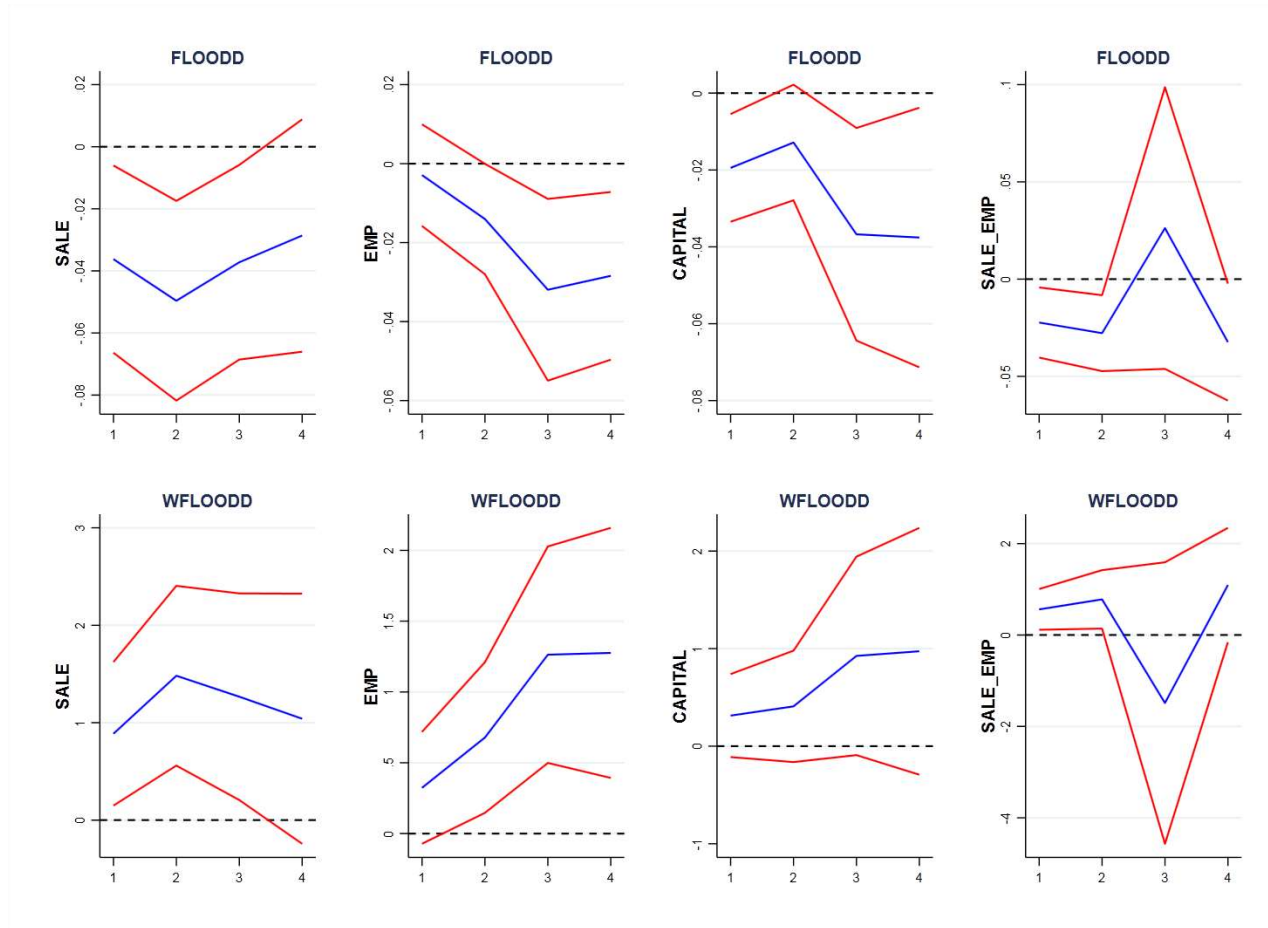 FLOODD
SALE
.02
0
-.02
-.04
-.06
-.08
1 2 3 4
FLOODD
EMP
.02
0
-.02
-.04
-.06
1 2 3 4
FLOODD
CAPITAL
0
-.02
-.04
-.06
-.08
1 2 3 4
FLOODD
SALE_EMP
.1
.05
0
-.05
1 2 3 4
WFLOODD
SALE
3
2
1
0
1 2 3 4
WFLOODD
EMP
2
1.5
1
.5
0
1 2 3 4
WFLOODD
CAPITAL
2
1
0
-1
1 2 3 4
WFLOODD
SALE_EMP
2
0
-2
-4
1 2 3 4